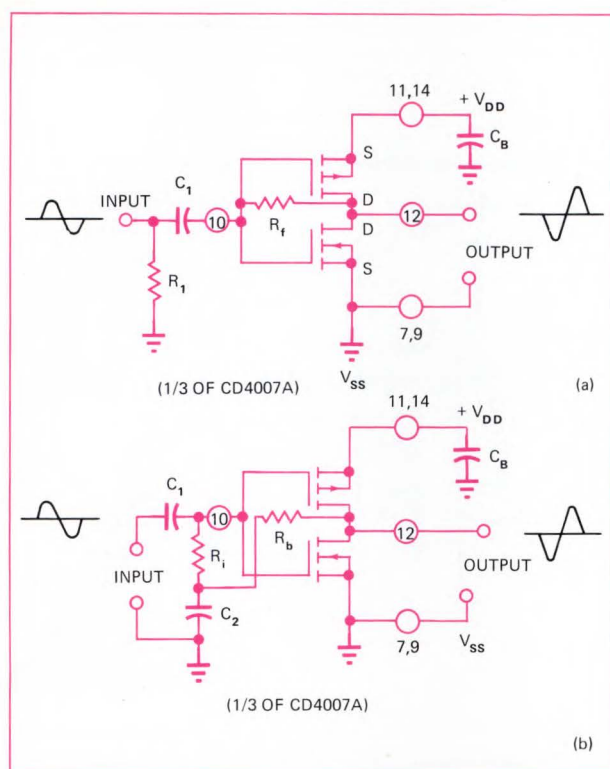 11,14
+ VDD
CB
S
INPUT
C1
10
D
Rf
12
D
OUTPUT
R1
S
7,9
(1/3 OF CD4007A)
VSS
(a)
11,14
+ VDD
CB
C1
10
Rb
12
Ri
INPUT
OUTPUT
C2
7,9
VSS
(1/3 OF CD4007A)
(b)